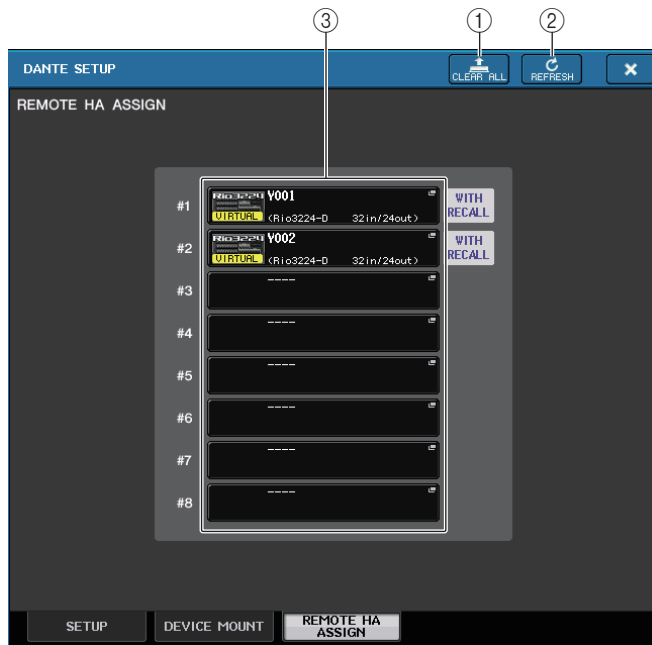 ③ ① ②
DANTE SETUP
CLEAR ALL
REFRESH
REMOTE HA ASSIGN
#1
Rio3224
VIRTUAL
Y001
(Rio3224-D 32in/24out)
WITH
RECALL
#2
Rio3224
VIRTUAL
Y002
(Rio3224-D 32in/24out)
WITH
RECALL
#3 ----
#4 ----
#5 ----
#6 ----
#7 ----
#8 ----
SETUP
DEVICE MOUNT
REMOTE HA
ASSIGN